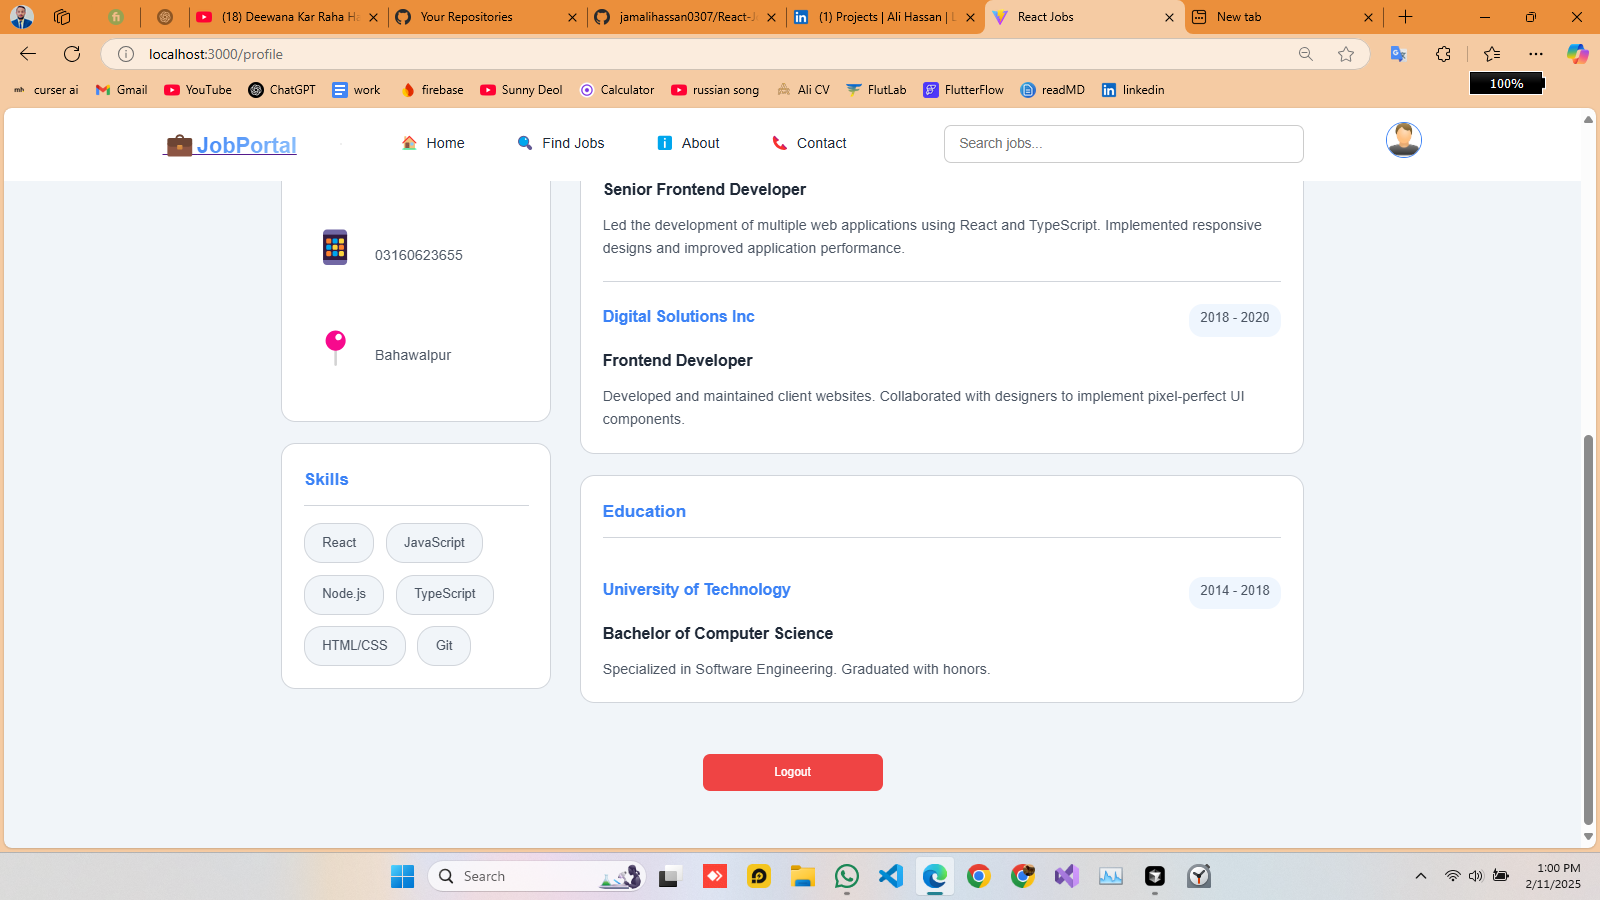 (18) Deewana Kar Raha Ha
Your Repositories
jamalihassan0307/React-J
(1) Projects | Ali Hassan | L
React Jobs
New tab
localhost:3000/profile
curser ai
Gmail
YouTube
ChatGPT
work
firebase
Sunny Deol
Calculator
russian song
Ali CV
FlutLab
FlutterFlow
readMD
linkedin
100%
JobPortal
Home
Find Jobs
About
Contact
Search jobs...
03160623655
Bahawalpur
Skills
React
JavaScript
Node.js
TypeScript
HTML/CSS
Git
Senior Frontend Developer
Led the development of multiple web applications using React and TypeScript. Implemented responsive
designs and improved application performance.
Digital Solutions Inc
2018 - 2020
Frontend Developer
Developed and maintained client websites. Collaborated with designers to implement pixel-perfect UI
components.
Education
University of Technology
2014 - 2018
Bachelor of Computer Science
Specialized in Software Engineering. Graduated with honors.
Logout
Search
1:00 PM
2/11/2025